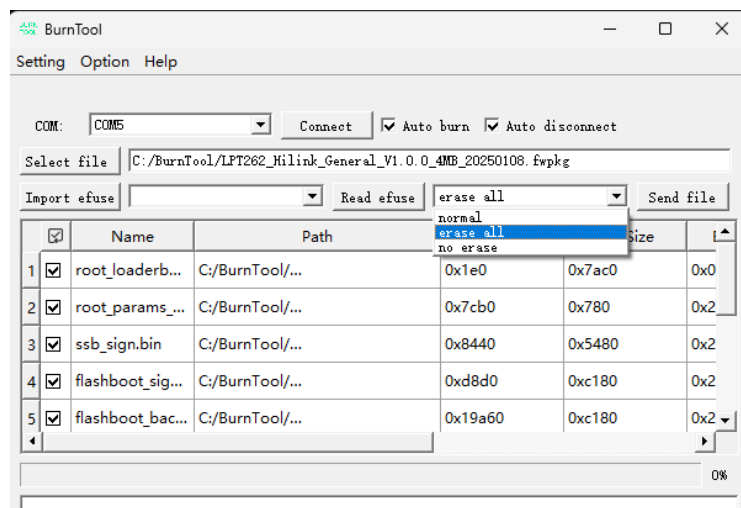 BurnTool
Setting Option Help
COM: COM5 Connect Auto burn Auto disconnect
Select file C:/BurnTool/LPT262_Hilink_General_V1.0.0_4MB_20250108.fwpkg
Import efuse Read efuse erase all Send file
normal
erase all
no erase
Name Path Size
1 root_loaderb... C:/BurnTool/... 0x1e0 0x7ac0 0x0
2 root_params_... C:/BurnTool/... 0x7cb0 0x780 0x2
3 ssb_sign.bin C:/BurnTool/... 0x8440 0x5480 0x2
4 flashboot_sig... C:/BurnTool/... 0xd8d0 0xc180 0x2
5 flashboot_bac... C:/BurnTool/... 0x19a60 0xc180 0x2
0%